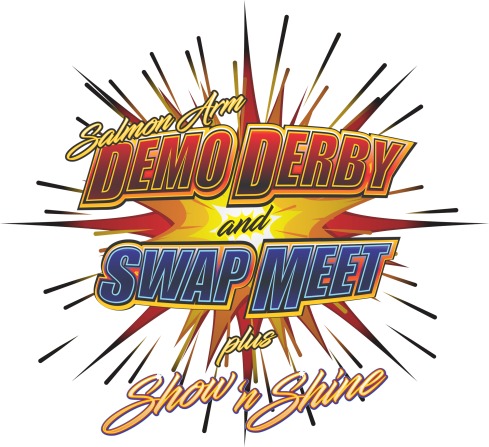 Salmon Arm
DEMO DERBY
and
SWAP MEET
plus
Show 'n Shine